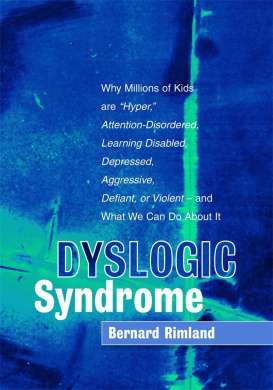 Why Millions of Kids
are "Hyper,"
Attention-Disordered,
Learning Disabled,
Depressed,
Aggressive,
Defiant, or Violent – and
What We Can Do About It
DYSLOGIC
Syndrome
Bernard Rimland